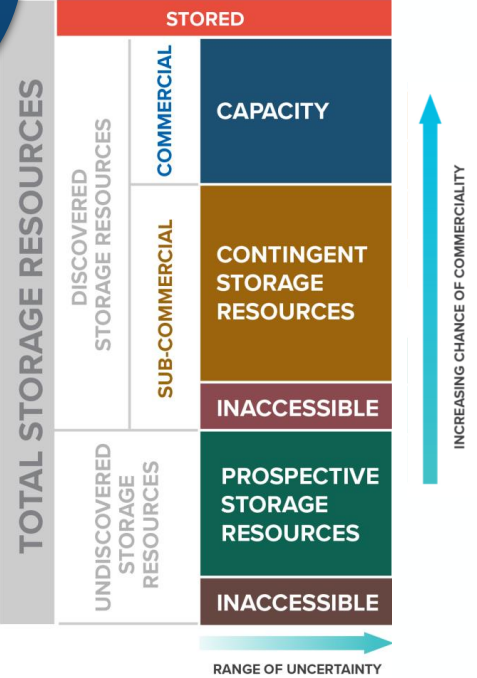 STORED
TOTAL STORAGE RESOURCES
DISCOVERED
STORAGE RESOURCES
COMMERCIAL
CAPACITY
SUB-COMMERCIAL
CONTINGENT
STORAGE
RESOURCES
INACCESSIBLE
UNDISCOVERED
STORAGE
RESOURCES
PROSPECTIVE
STORAGE
RESOURCES
INACCESSIBLE
INCREASING CHANCE OF COMMERCIALITY
RANGE OF UNCERTAINTY